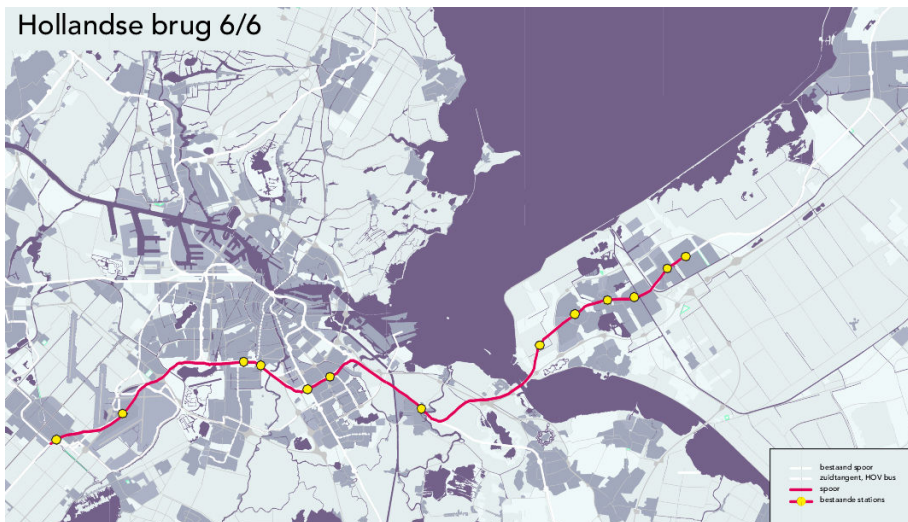 Hollandse brug 6/6
bestaand spoor
zuidtangent, HOV bus
spoor
bestaande stations